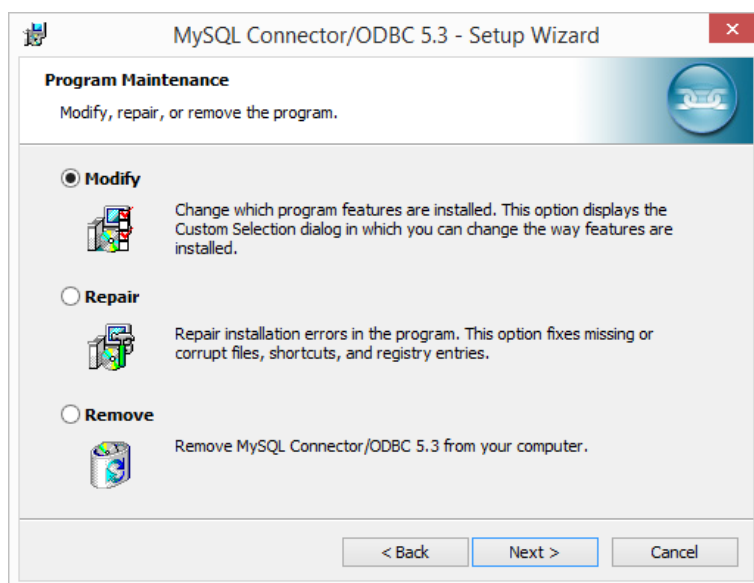 MySQL Connector/ODBC 5.3 - Setup Wizard
Program Maintenance
Modify, repair, or remove the program.
Modify
Change which program features are installed. This option displays the
Custom Selection dialog in which you can change the way features are
installed.
Repair
Repair installation errors in the program. This option fixes missing or
corrupt files, shortcuts, and registry entries.
Remove
Remove MySQL Connector/ODBC 5.3 from your computer.
< Back
Next >
Cancel